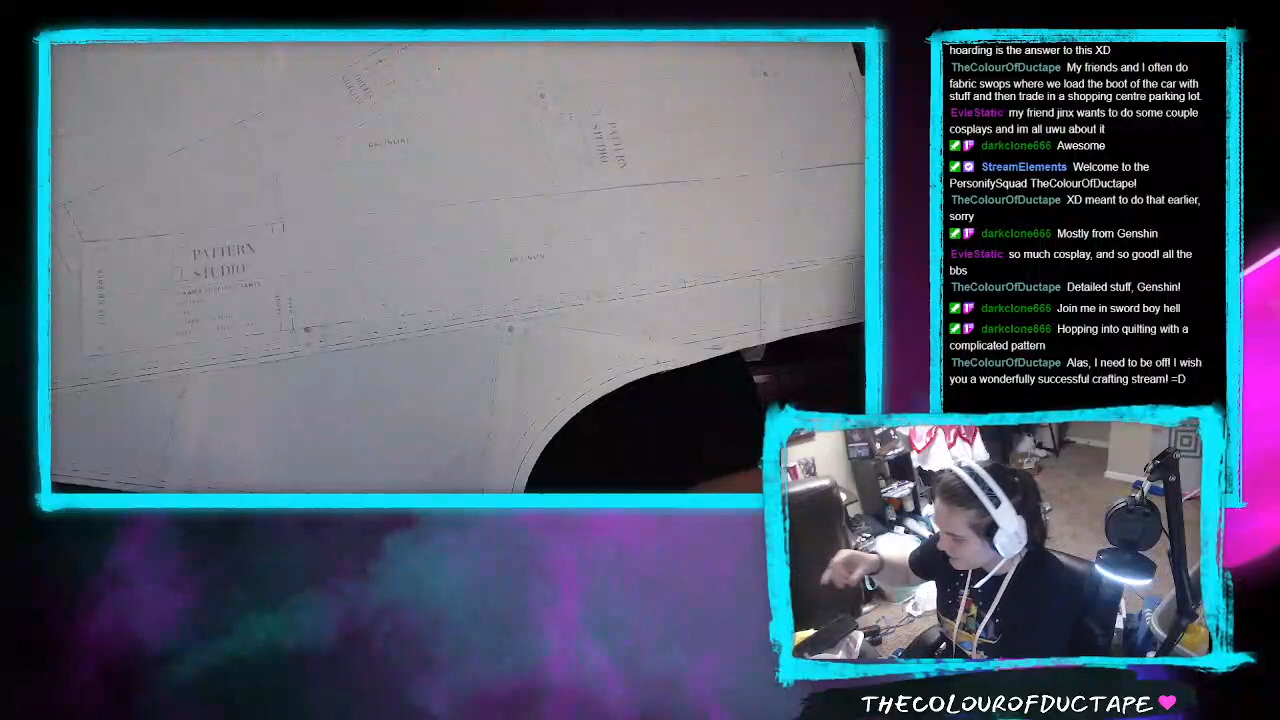 hoarding is the answer to this XD
TheColourOfDuctape My friends and I often do
fabric swops where we load the boot of the car with
stuff and then trade in a shopping centre parking lot.
EvieStatic my friend jinx wants to do some couple
cosplays and im all uwu about it
darkclone666 Awesome
StreamElements Welcome to the
PersonifySquad TheColourOfDuctape!
TheColourOfDuctape XD meant to do that earlier,
sorry
darkclone666 Mostly from Genshin
EvieStatic so much cosplay, and so good! all the
bbs
TheColourOfDuctape Detailed stuff, Genshin!
darkclone666 Join me in sword boy hell
darkclone666 Hopping into quilting with a
complicated pattern
TheColourOfDuctape Alas, I need to be off! I wish
you a wonderfully successful crafting stream! =D
PATTERN
STUDIO
PATTERN
STUDIO
GRAINLINE
THECOLOUROFDUCTAPE